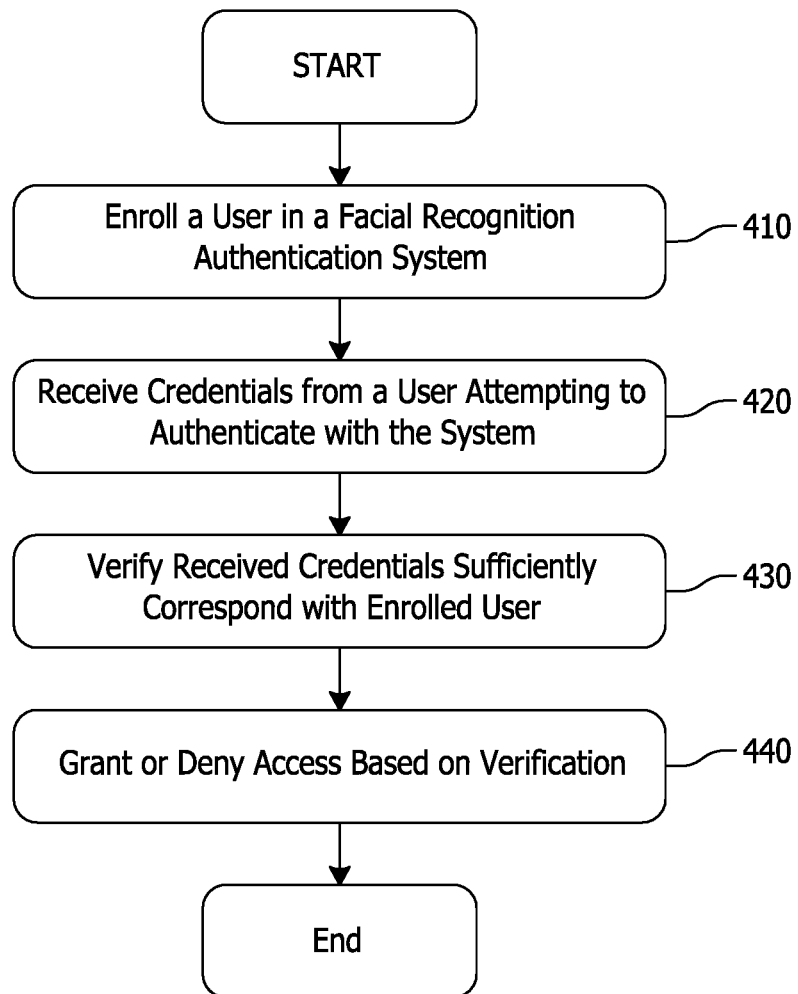 START
Enroll a User in a Facial Recognition
Authentication System
410
Receive Credentials from a User Attempting to
Authenticate with the System
420
Verify Received Credentials Sufficiently
Correspond with Enrolled User
430
Grant or Deny Access Based on Verification
440
End